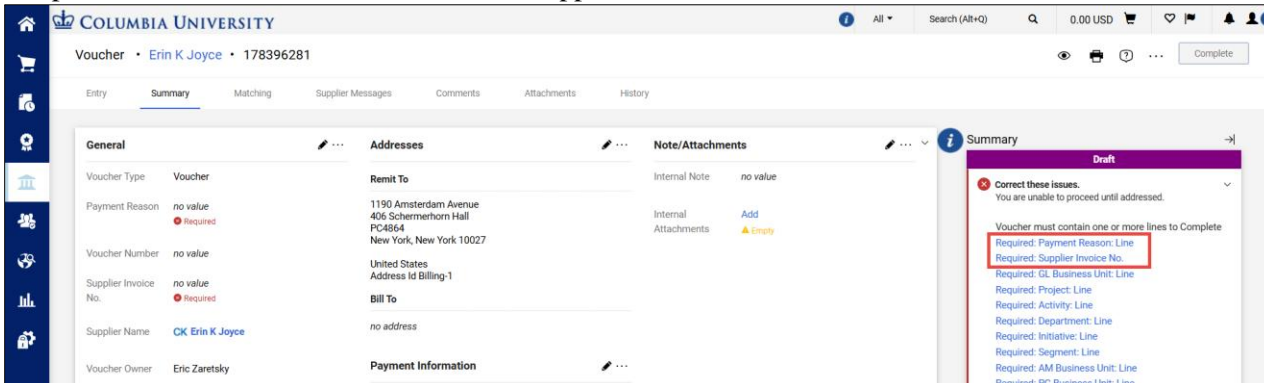 COLUMBIA UNIVERSITY
All
Search (Alt+Q)
0.00 USD
Voucher • Erin K Joyce • 178396281
Complete
Entry Summary Matching Supplier Messages Comments Attachments History
General
Voucher Type Voucher
Payment Reason no value
Required
Voucher Number no value
Supplier Invoice No. no value
Required
Supplier Name CK Erin K Joyce
Voucher Owner Eric Zaretsky
Addresses
Remit To
1190 Amsterdam Avenue
406 Schermerhorn Hall
PC4864
New York, New York 10027
United States
Address Id Billing-1
Bill To
no address
Payment Information
Note/Attachments
Internal Note no value
Internal Attachments Add
Empty
Summary
Draft
Correct these issues.
You are unable to proceed until addressed.
Voucher must contain one or more lines to Complete
Required: Payment Reason: Line
Required: Supplier Invoice No.
Required: GL Business Unit: Line
Required: Project: Line
Required: Activity: Line
Required: Department: Line
Required: Initiative: Line
Required: Segment: Line
Required: AM Business Unit: Line
Required: PC Business Unit: Line